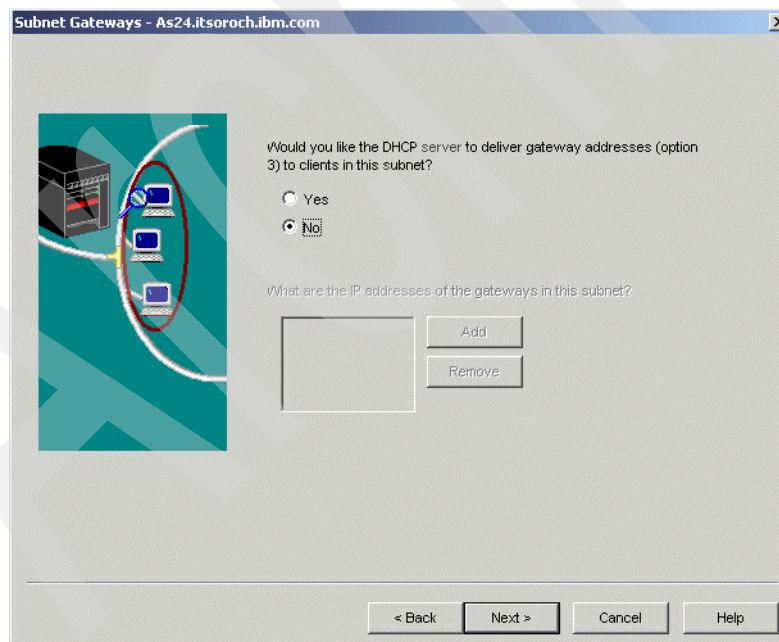 Subnet Gateways - As24.itsoroch.ibm.com
Would you like the DHCP server to deliver gateway addresses (option
3) to clients in this subnet?
Yes
No
What are the IP addresses of the gateways in this subnet?
Add
Remove
< Back
Next >
Cancel
Help